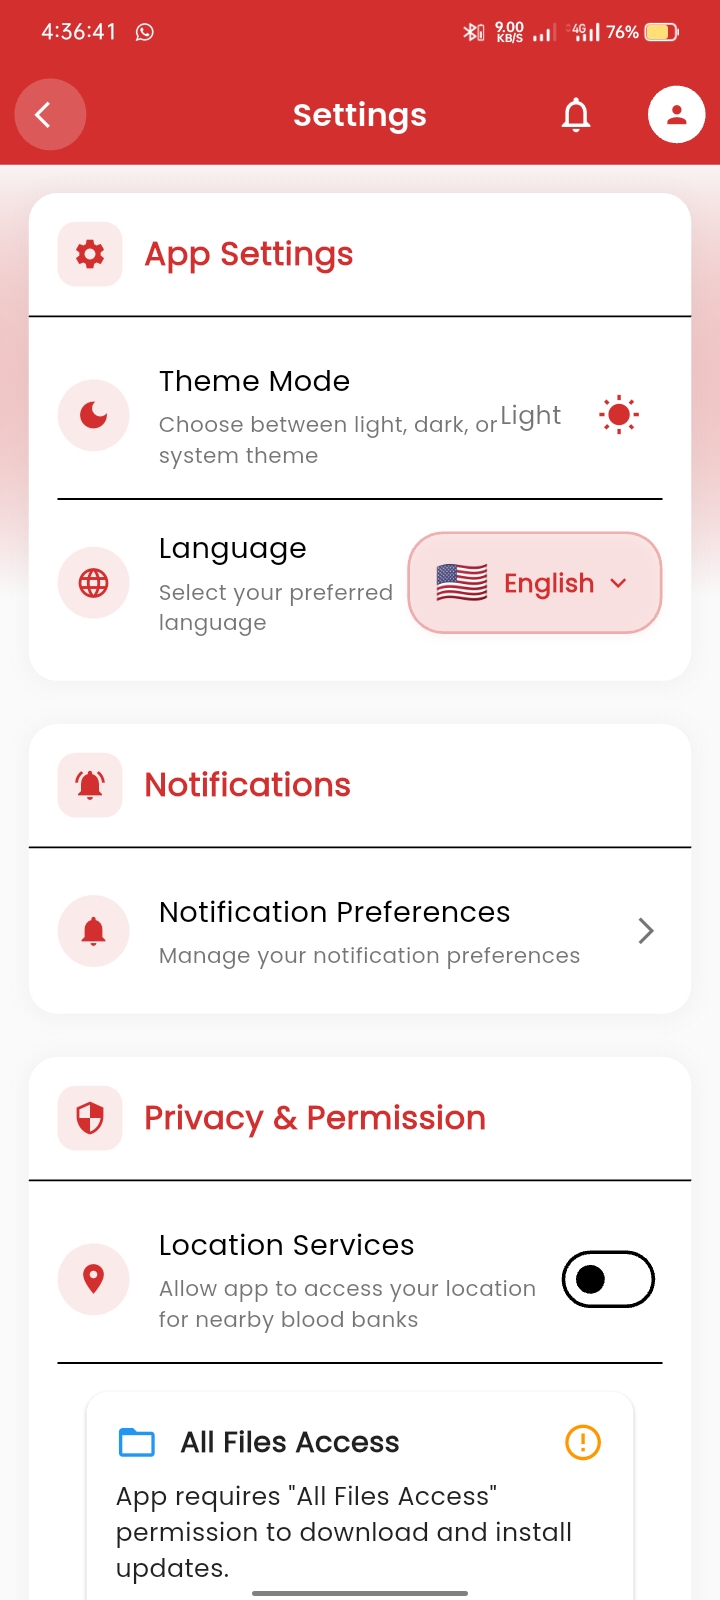 4:36:41
9.00
KB/S
4G
76%
Settings
App Settings
Theme Mode
Choose between light, dark, or
system theme
Light
Language
Select your preferred
language
English
Notifications
Notification Preferences
Manage your notification preferences
Privacy & Permission
Location Services
Allow app to access your location
for nearby blood banks
All Files Access
App requires "All Files Access"
permission to download and install
updates.